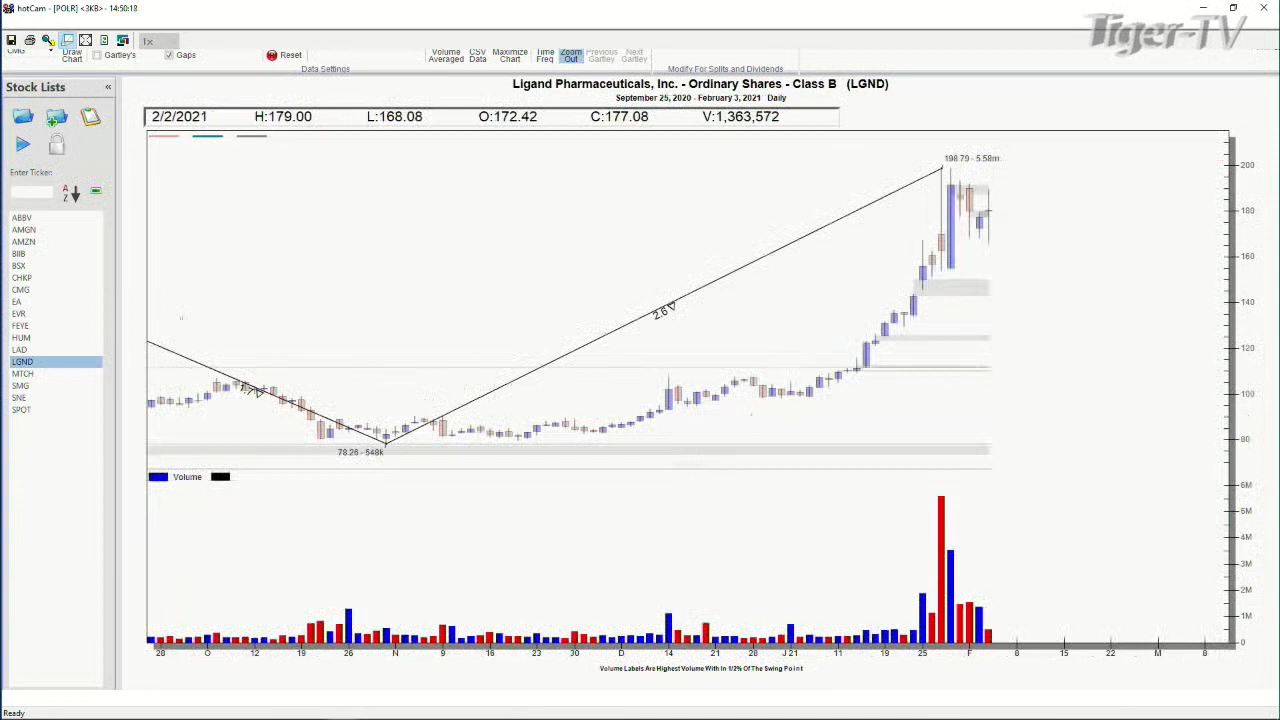 hotCam - [POLR] <3KB> - 14:50:18
Tiger-TV
1x
CMG
Draw Chart
Gartley's
Gaps
Reset
Volume Averaged
CSV Data
Maximize Chart
Time Freq
Zoom Out
Previous Gartley
Next Gartley
Data Settings
Modify For Splits and Dividends
Stock Lists «
Ligand Pharmaceuticals, Inc. - Ordinary Shares - Class B (LGND)
September 25, 2020 - February 3, 2021 Daily
2/2/2021 H:179.00 L:168.08 O:172.42 C:177.08 V:1,363,572
Enter Ticker:
A
Z
ABBV
AMGN
AMZN
BIIB
BSX
CHKP
CMG
EA
EVR
FEYE
HUM
LAD
LGND
MTCH
SMG
SNE
SPOT
198.79 - 5.58m
200
180
160
140
120
100
80
2.6
78.26 - 548k
Volume
6M
5M
4M
3M
2M
1M
0
28 O 12 19 26 N 9 16 23 30 D 14 21 J 21 11 19 25 F 8 15 22 M 8
Volume Labels Are Highest Volume With In 1/2% Of The Swing Point
Ready